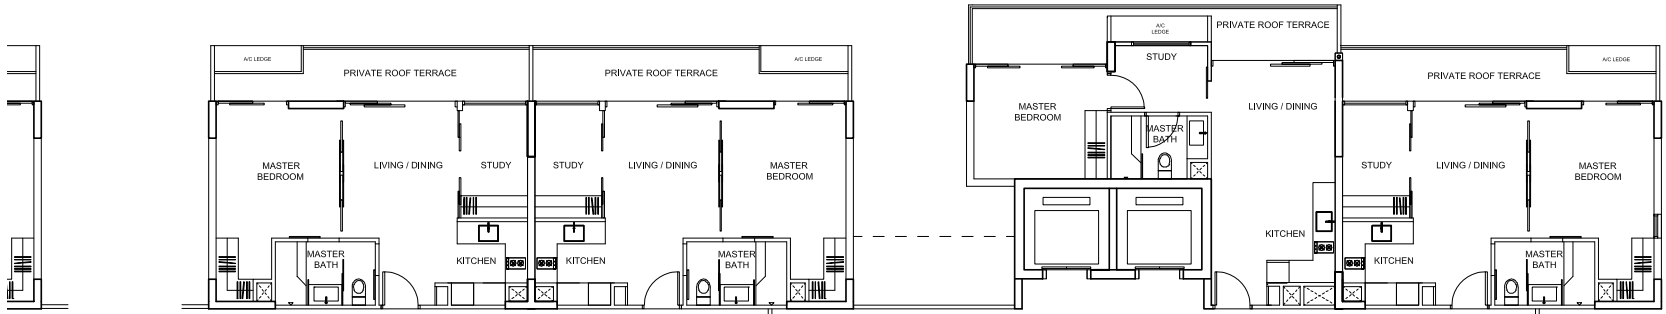 A/C LEDGE
PRIVATE ROOF TERRACE
MASTER
BEDROOM
LIVING / DINING
STUDY
MASTER
BATH
KITCHEN
PRIVATE ROOF TERRACE
A/C LEDGE
STUDY
LIVING / DINING
MASTER
BEDROOM
KITCHEN
MASTER
BATH
A/C
LEDGE
PRIVATE ROOF TERRACE
STUDY
MASTER
BEDROOM
LIVING / DINING
MASTER
BATH
KITCHEN
A/C LEDGE
PRIVATE ROOF TERRACE
STUDY
LIVING / DINING
MASTER
BEDROOM
KITCHEN
MASTER
BATH